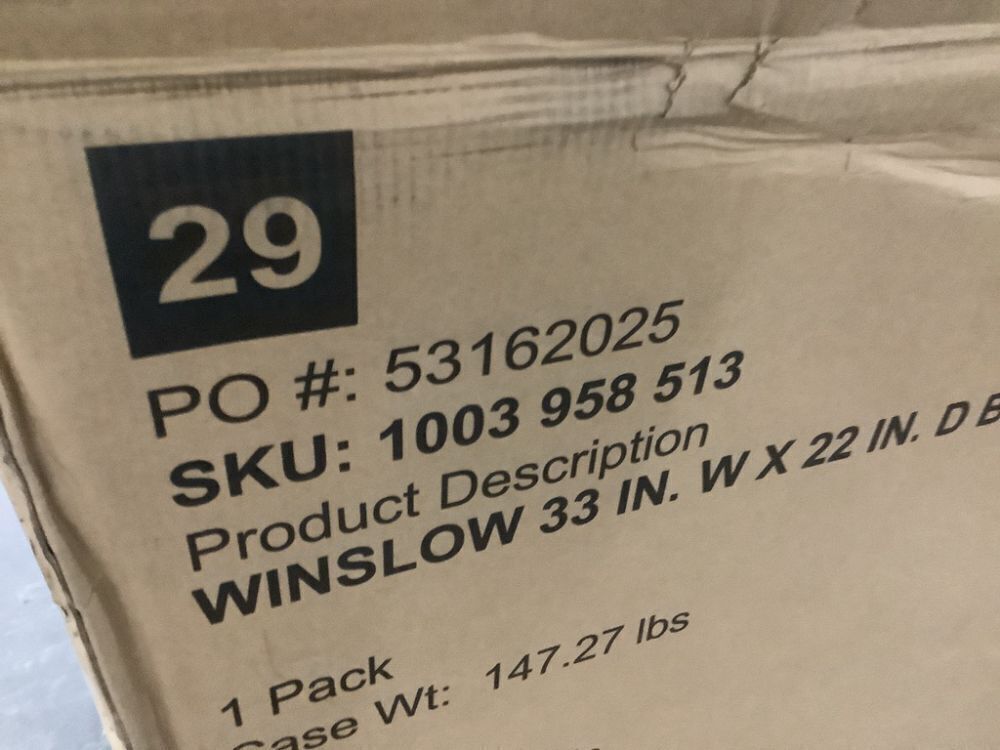 29
PO #: 53162025
SKU: 1003 958 513
Product Description
WINSLOW 33 IN. W X 22 IN. D B
1 Pack
Case Wt: 147.27 lbs